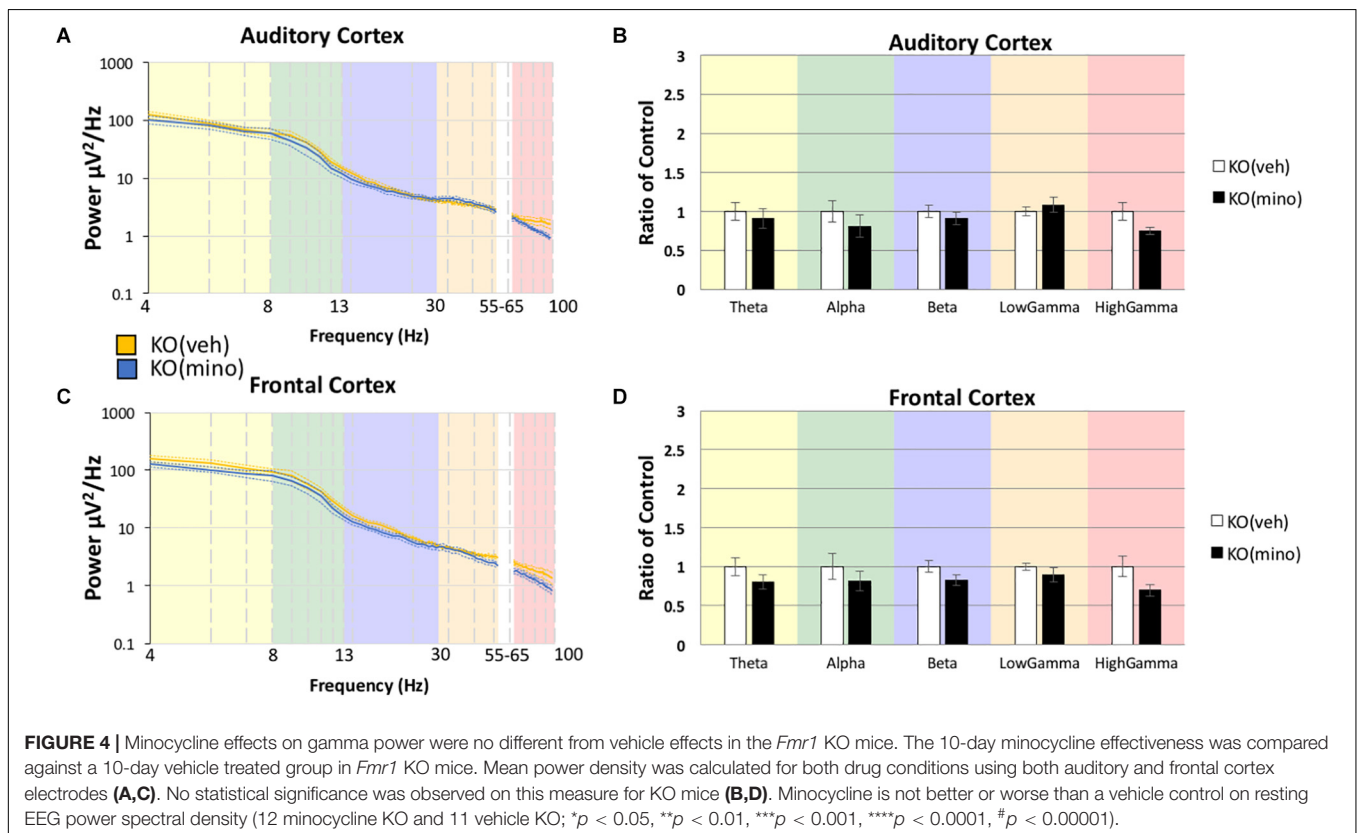 A
Auditory Cortex
1000
100
10
1
0.1
Power µV²/Hz
4 8 13 30 55-65 100
Frequency (Hz)
KO(veh)
KO(mino)
B
Auditory Cortex
3
2.5
2
1.5
1
0.5
0
Ratio of Control
Theta Alpha Beta LowGamma HighGamma
KO(veh)
KO(mino)
C
Frontal Cortex
1000
100
10
1
0.1
Power µV²/Hz
4 8 13 30 55-65 100
Frequency (Hz)
D
Frontal Cortex
3
2.5
2
1.5
1
0.5
0
Ratio of Control
Theta Alpha Beta LowGamma HighGamma
KO(veh)
KO(mino)
FIGURE 4 | Minocycline effects on gamma power were no different from vehicle effects in the Fmr1 KO mice. The 10-day minocycline effectiveness was compared
against a 10-day vehicle treated group in Fmr1 KO mice. Mean power density was calculated for both drug conditions using both auditory and frontal cortex
electrodes (A,C). No statistical significance was observed on this measure for KO mice (B,D). Minocycline is not better or worse than a vehicle control on resting
EEG power spectral density (12 minocycline KO and 11 vehicle KO; *p < 0.05, **p < 0.01, ***p < 0.001, ****p < 0.0001, #p < 0.00001).